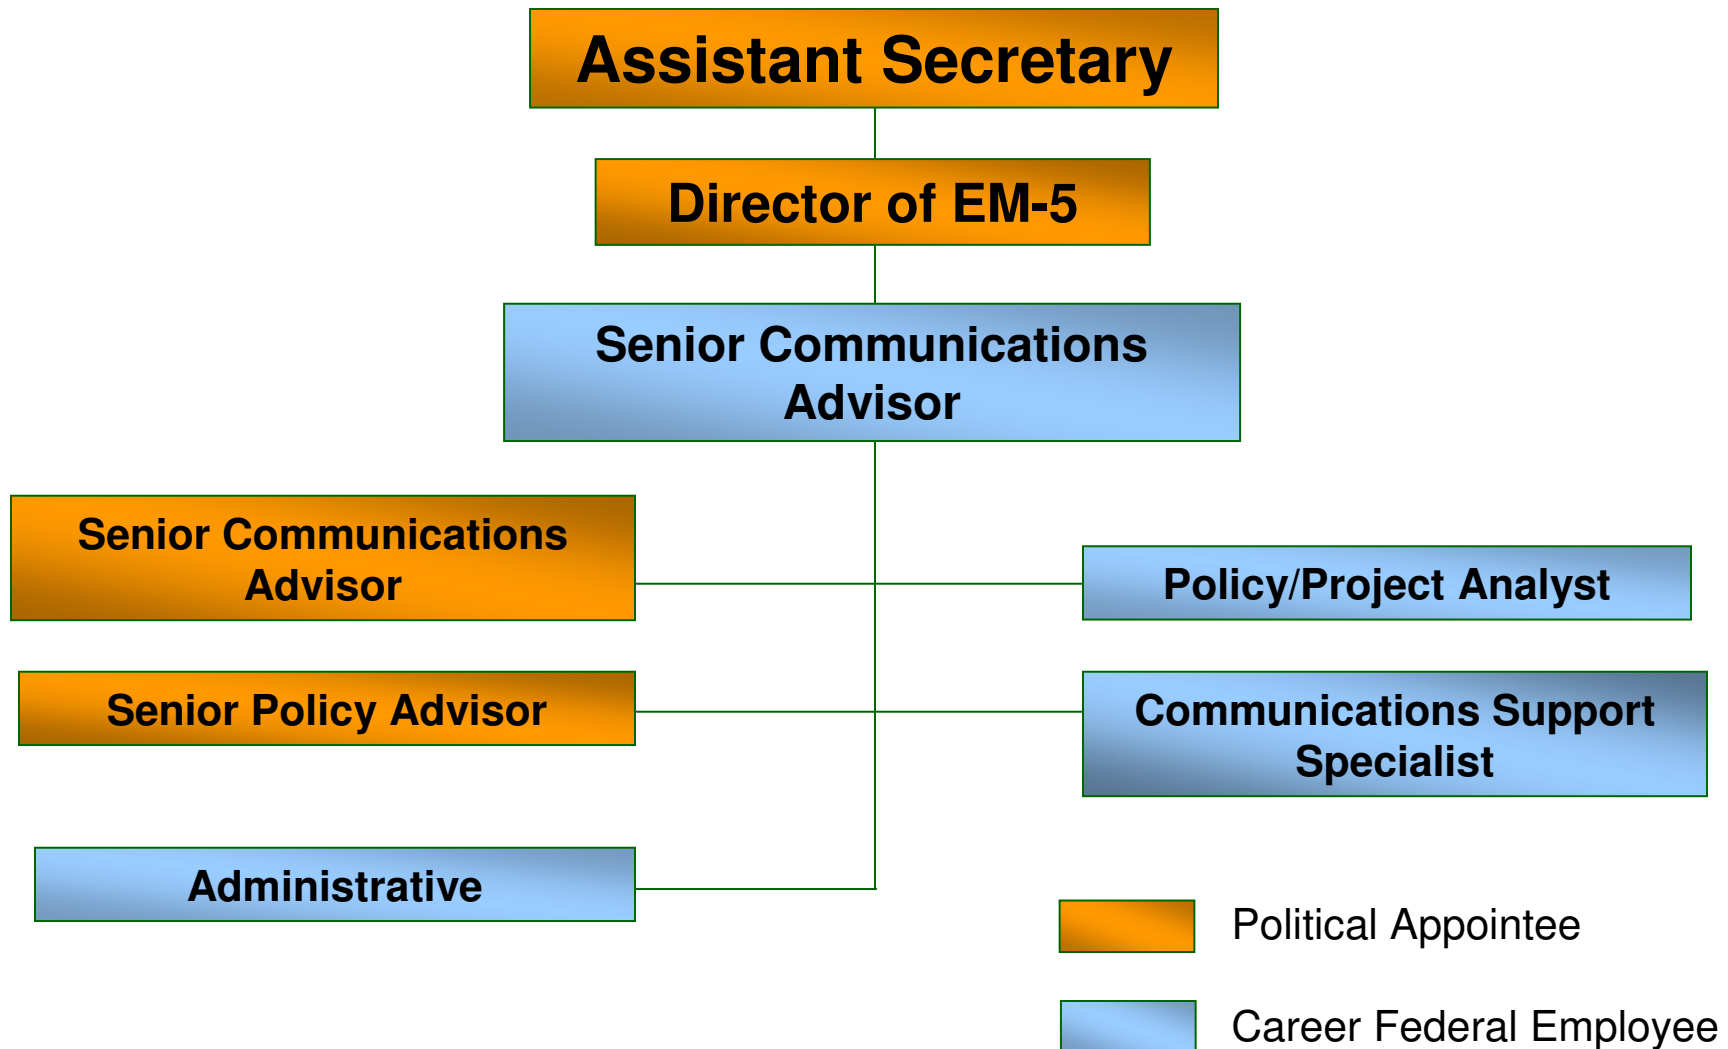 Assistant Secretary
Director of EM-5
Senior Communications
Advisor
Senior Communications
Advisor
Policy/Project Analyst
Senior Policy Advisor
Communications Support
Specialist
Administrative
Political Appointee
Career Federal Employee